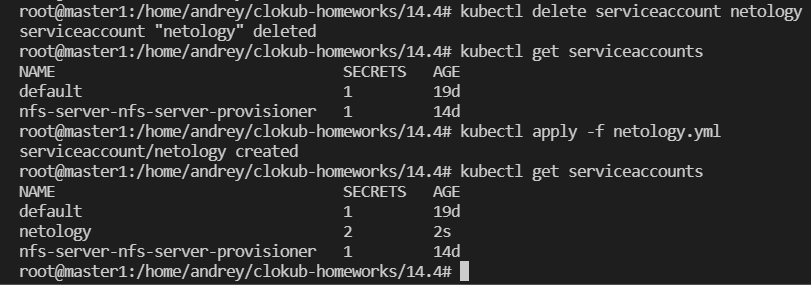 root@master1:/home/andrey/clokub-homeworks/14.4# kubectl delete serviceaccount netology
serviceaccount "netology" deleted
root@master1:/home/andrey/clokub-homeworks/14.4# kubectl get serviceaccounts
NAME                              SECRETS   AGE
default                           1         19d
nfs-server-nfs-server-provisioner   1         14d
root@master1:/home/andrey/clokub-homeworks/14.4# kubectl apply -f netology.yml
serviceaccount/netology created
root@master1:/home/andrey/clokub-homeworks/14.4# kubectl get serviceaccounts
NAME                              SECRETS   AGE
default                           1         19d
netology                          2         2s
nfs-server-nfs-server-provisioner   1         14d
root@master1:/home/andrey/clokub-homeworks/14.4#